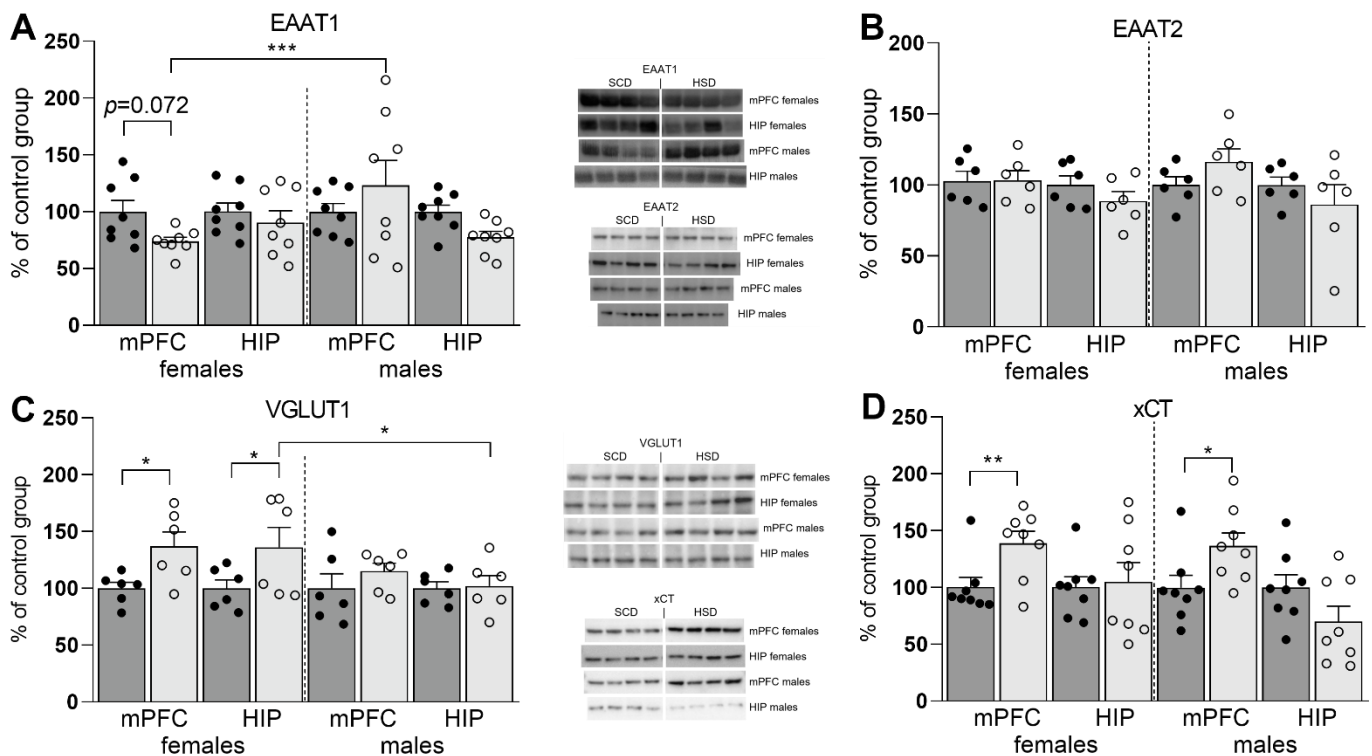 A
EAAT1
% of control group
250
200
150
100
50
0
***
p=0.072
mPFC HIP mPFC HIP
females males
EAAT1
SCD HSD
mPFC females
HIP females
mPFC males
HIP males
EAAT2
SCD HSD
mPFC females
HIP females
mPFC males
HIP males
B
EAAT2
% of control group
200
150
100
50
0
mPFC HIP mPFC HIP
females males
C
VGLUT1
% of control group
250
200
150
100
50
0
* * *
mPFC HIP mPFC HIP
females males
VGLUT1
SCD HSD
mPFC females
HIP females
mPFC males
HIP males
xCT
SCD HSD
mPFC females
HIP females
mPFC males
HIP males
D
xCT
% of control group
250
200
150
100
50
0
** *
mPFC HIP mPFC HIP
females males